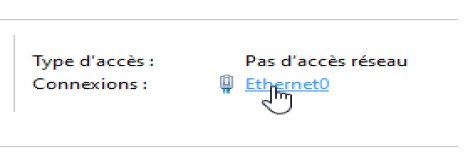 Type d'accès : Pas d'accès réseau
Connexions : Ethernet0